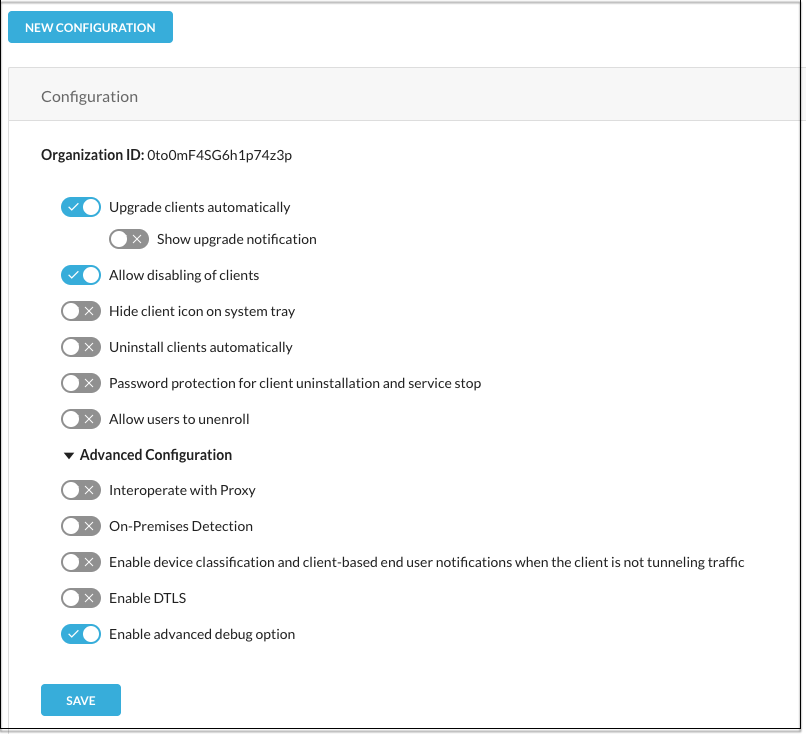 NEW CONFIGURATION
Configuration
Organization ID: 0to0mF4SG6h1p74z3p
Upgrade clients automatically
Show upgrade notification
Allow disabling of clients
Hide client icon on system tray
Uninstall clients automatically
Password protection for client uninstallation and service stop
Allow users to unenroll
Advanced Configuration
Interoperate with Proxy
On-Premises Detection
Enable device classification and client-based end user notifications when the client is not tunneling traffic
Enable DTLS
Enable advanced debug option
SAVE